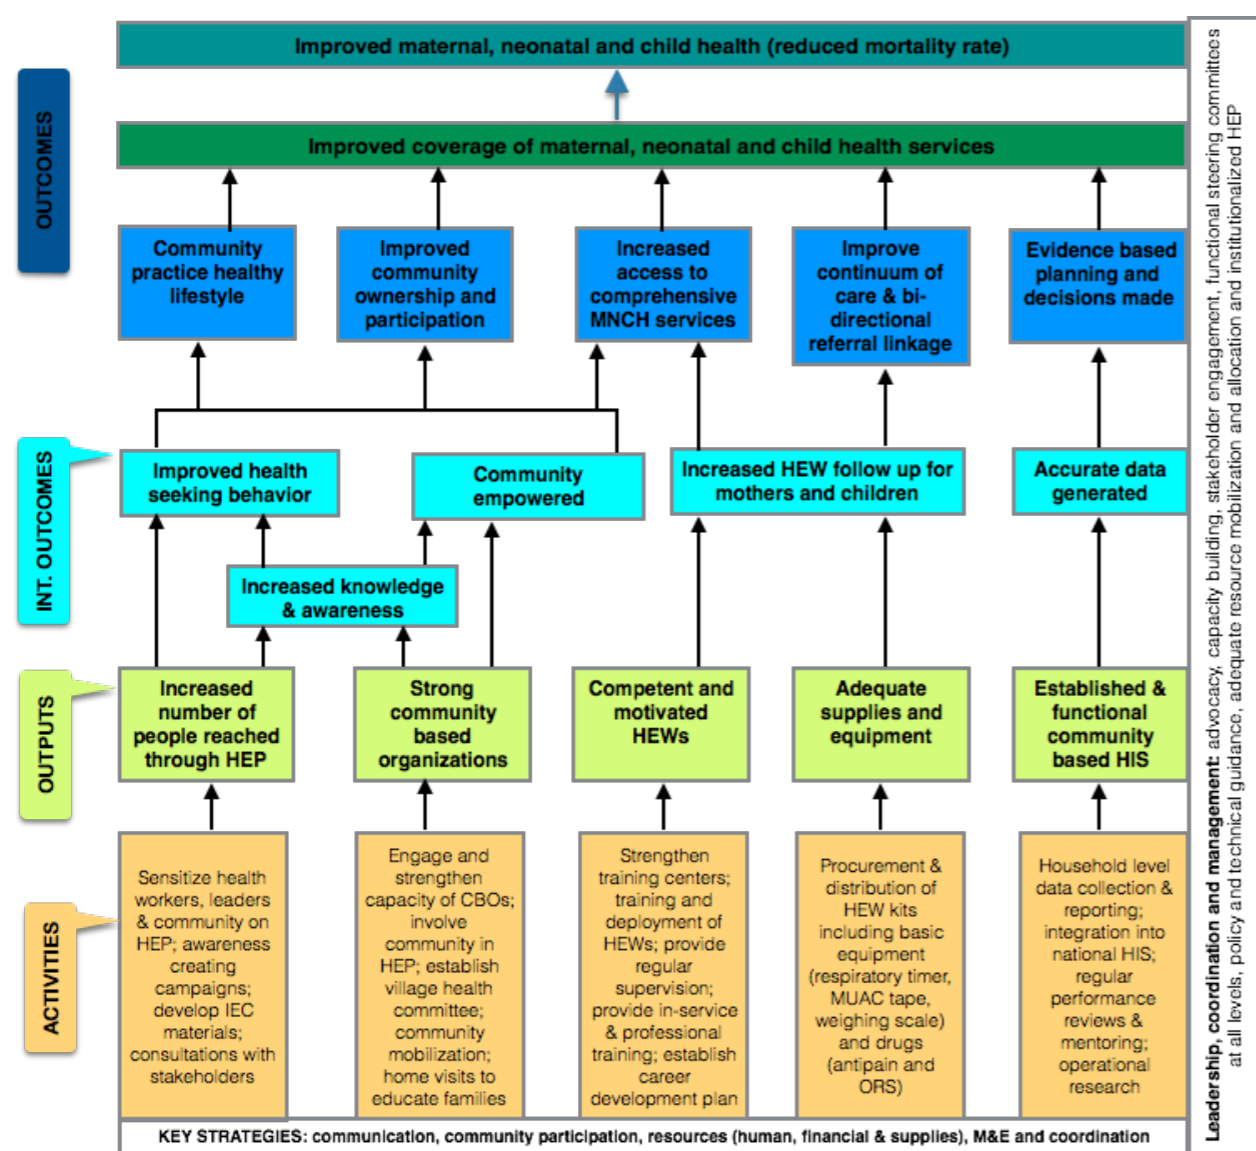 Improved maternal, neonatal and child health (reduced mortality rate)
OUTCOMES
Improved coverage of maternal, neonatal and child health services
Community
practice healthy
lifestyle
Improved
community
ownership and
participation
Increased
access to
comprehensive
MNCH services
Improve
continuum of
care & bi-
directional
referral linkage
Evidence based
planning and
decisions made
INT. OUTCOMES
Improved health
seeking behavior
Community
empowered
Increased HEW follow up for
mothers and children
Accurate data
generated
Increased knowledge
& awareness
OUTPUTS
Increased
number of
people reached
through HEP
Strong
community
based
organizations
Competent and
motivated
HEWs
Adequate
supplies and
equipment
Established &
functional
community
based HIS
ACTIVITIES
Sensitize health
workers, leaders
& community on
HEP; awareness
creating
campaigns;
develop IEC
materials;
consultations with
stakeholders
Engage and
strengthen
capacity of CBOs;
involve
community in
HEP; establish
village health
committee;
community
mobilization;
home visits to
educate families
Strengthen
training centers;
training and
deployment of
HEWs; provide
regular
supervision;
provide in-service
& professional
training; establish
career
development plan
Procurement &
distribution of
HEW kits
including basic
equipment
(respiratory timer,
MUAC tape,
weighing scale)
and drugs
(antipain and
ORS)
Household level
data collection &
reporting;
integration into
national HIS;
regular
performance
reviews &
mentoring;
operational
research
KEY STRATEGIES: communication, community participation, resources (human, financial & supplies), M&E and coordination
Leadership, coordination and management: advocacy, capacity building, stakeholder engagement, functional steering committees
at all levels, policy and technical guidance, adequate resource mobilization and allocation and institutionalized HEP